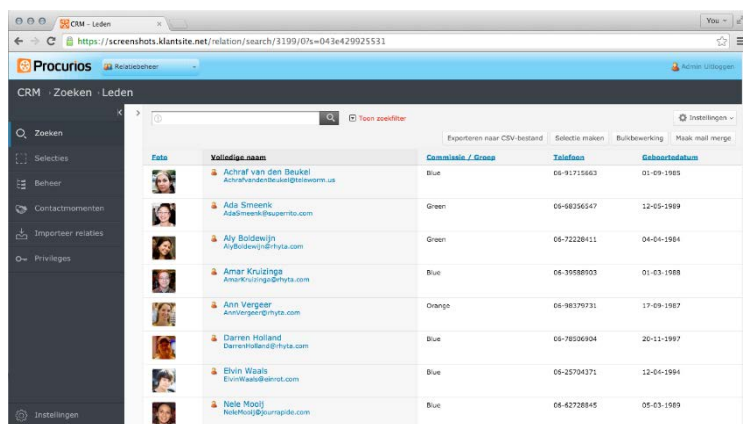 CRM - Leden
You
https://screenshots.klantsite.net/relation/search/3199/0?s=043e429925531
Procurios
Relatiebeheer
Admin Uitloggen
CRM › Zoeken › Leden
Toon zoekfilter
Instellingen
Exporteren naar CSV-bestand
Selectie maken
Bulkbewerking
Maak mail merge
Zoeken
Selecties
Beheer
Contactmomenten
Importeer relaties
Privileges
Instellingen
Foto Volledige naam Commissie / Groep Telefoon Geboortedatum
Achraf van den Beukel Blue 06-91715663 01-09-1985
AchrafvandenBeukel@teleworm.us
Ada Smeenk Green 06-68356547 12-05-1989
AdaSmeenk@superrito.com
Aly Boldewijn Green 06-72228411 04-04-1984
AlyBoldewijn@rhyta.com
Amar Kruizinga Blue 06-39588903 01-03-1988
AmarKruizinga@rhyta.com
Ann Vergeer Orange 06-98379731 17-09-1987
AnnVergeer@rhyta.com
Darren Holland Blue 06-78506904 20-11-1997
DarrenHolland@rhyta.com
Elvin Waals Blue 06-25704371 12-04-1994
ElvinWaals@einrot.com
Nele Mooij Blue 06-62728845 05-03-1989
NeleMooij@jourrapide.com